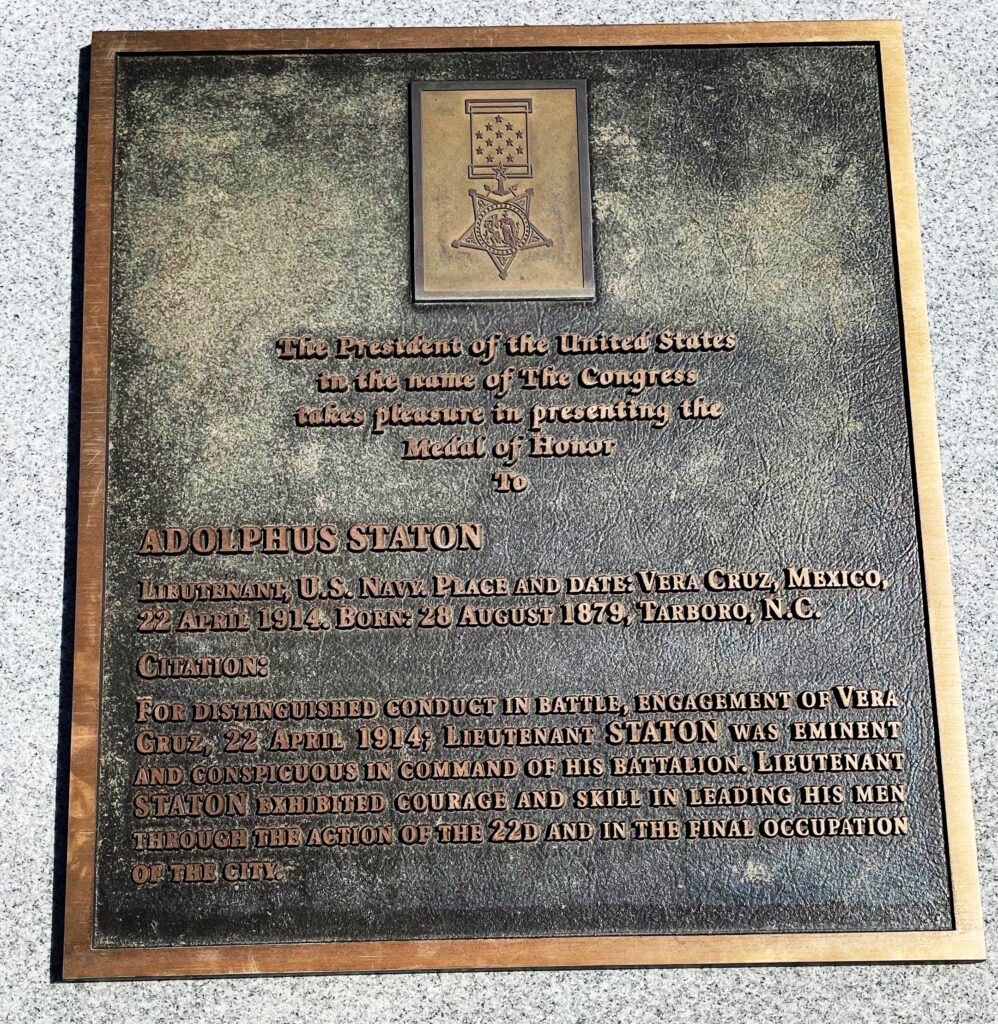 The President of the United States
in the name of The Congress
takes pleasure in presenting the
Medal of Honor
To
ADOLPHUS STATON
LIEUTENANT, U.S. NAVY. PLACE AND DATE: VERA CRUZ, MEXICO,
22 APRIL 1914. BORN: 28 AUGUST 1879, TARBORO, N.C.
CITATION:
FOR DISTINGUISHED CONDUCT IN BATTLE, ENGAGEMENT OF VERA
CRUZ, 22 APRIL 1914; LIEUTENANT STATON WAS EMINENT
AND CONSPICUOUS IN COMMAND OF HIS BATTALION. LIEUTENANT
STATON EXHIBITED COURAGE AND SKILL IN LEADING HIS MEN
THROUGH THE ACTION OF THE 22D AND IN THE FINAL OCCUPATION
OF THE CITY.